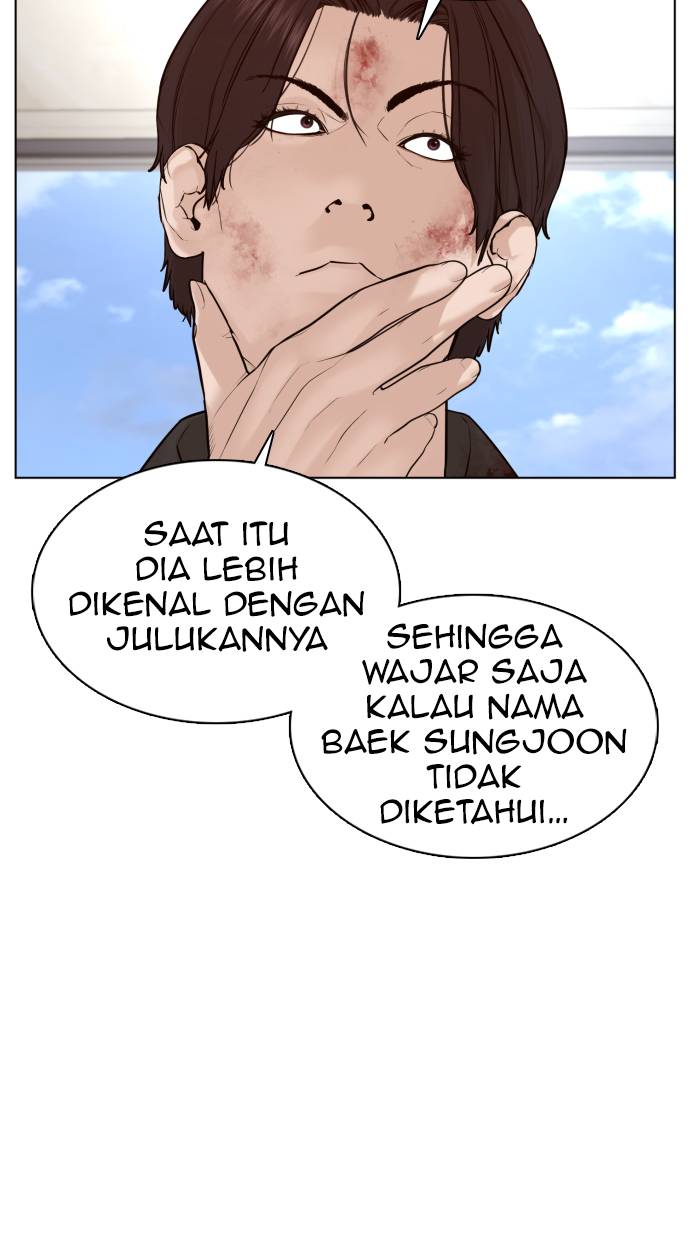 SAAT ITU
DIA LEBIH
DIKENAL DENGAN
JULUKANNYA
SEHINGGA
WAJAR SAJA
KALAU NAMA
BAEK SUNGJOON
TIDAK
DIKETAHUI...